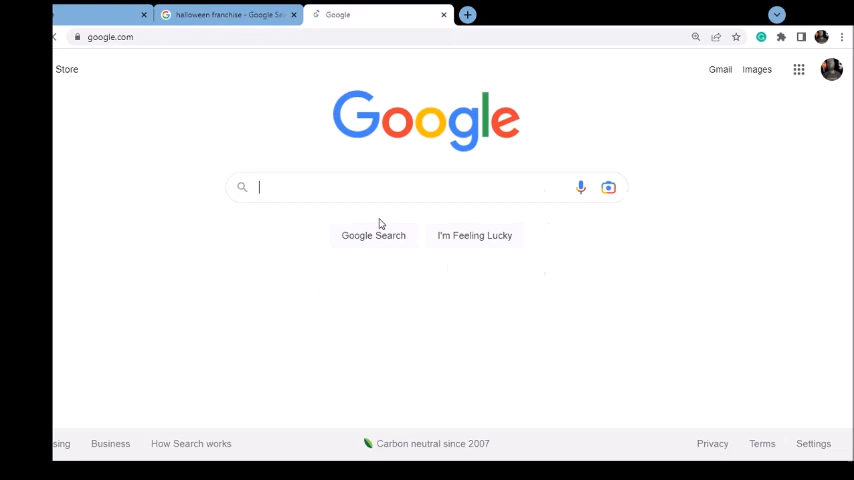 halloween franchise - Google Sea
Google
google.com
Store
Gmail
Images
Google
Google Search
I'm Feeling Lucky
sing
Business
How Search works
Carbon neutral since 2007
Privacy
Terms
Settings